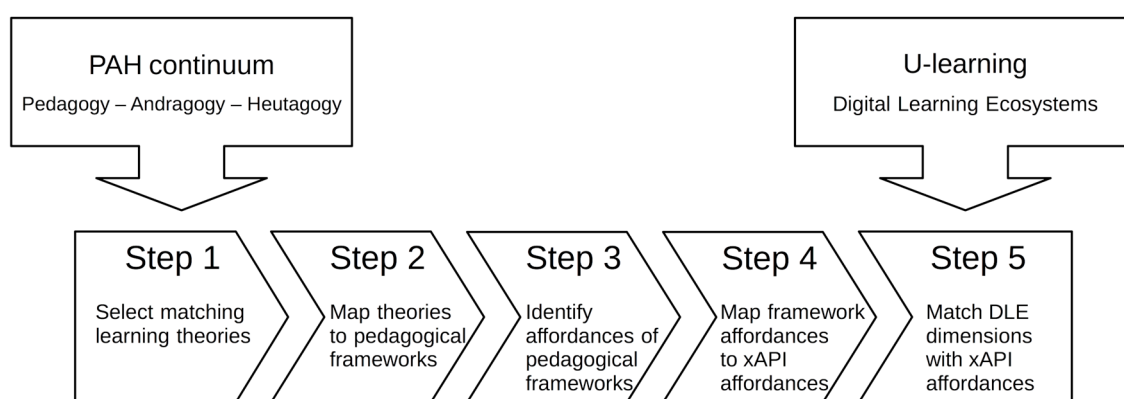 PAH continuum
Pedagogy – Andragogy – Heutagogy
U-learning
Digital Learning Ecosystems
Step 1
Select matching
learning theories
Step 2
Map theories
to pedagogical
frameworks
Step 3
Identify
affordances of
pedagogical
frameworks
Step 4
Map framework
affordances
to xAPI
affordances
Step 5
Match DLE
dimensions
with xAPI
affordances